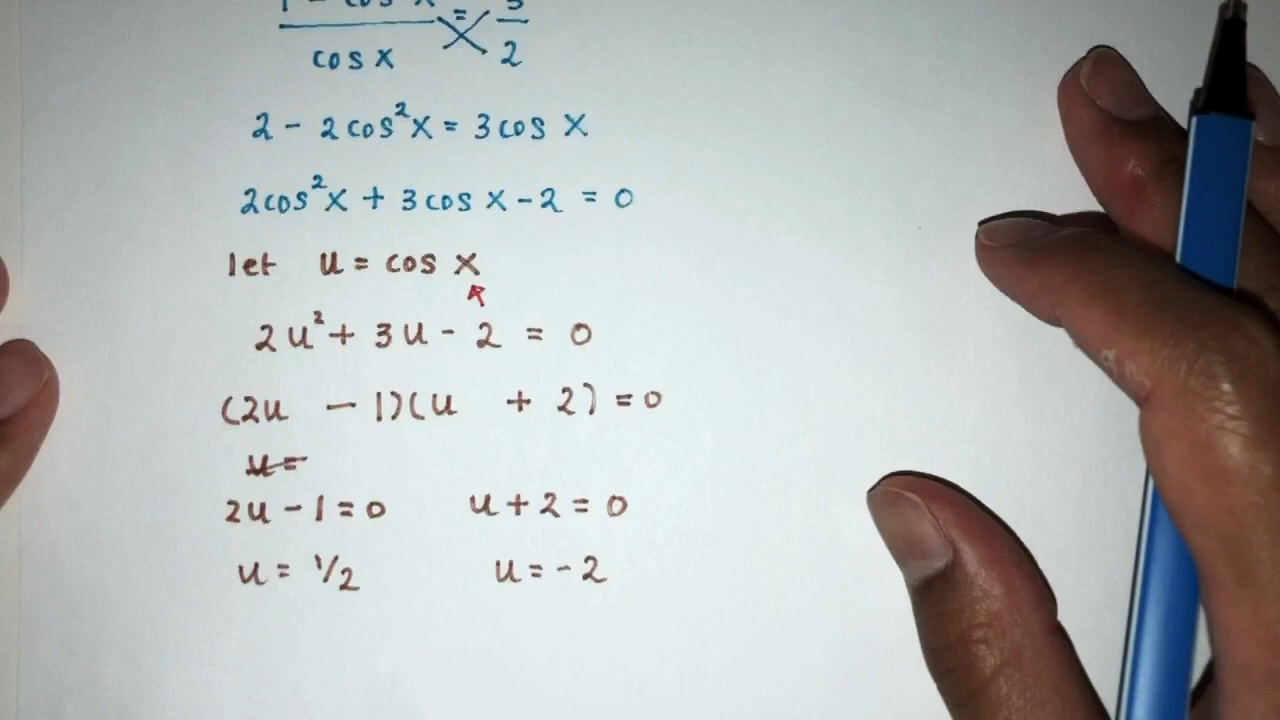 cos x = 2
2 - 2cos²x = 3cos x
2cos²x + 3cos x - 2 = 0
let u = cos x
2u² + 3u - 2 = 0
(2u - 1)(u + 2) = 0
u =
2u - 1 = 0 u + 2 = 0
u = 1/2 u = -2